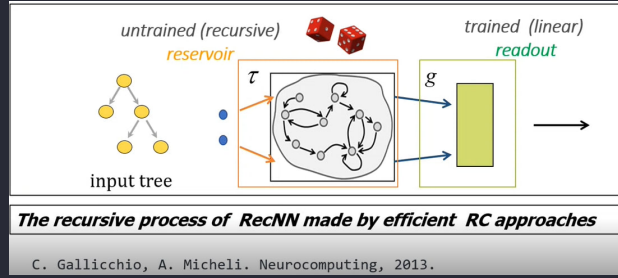 untrained (recursive)
reservoir
trained (linear)
readout
τ
g
input tree
The recursive process of RecNN made by efficient RC approaches
C. Gallicchio, A. Micheli. Neurocomputing, 2013.